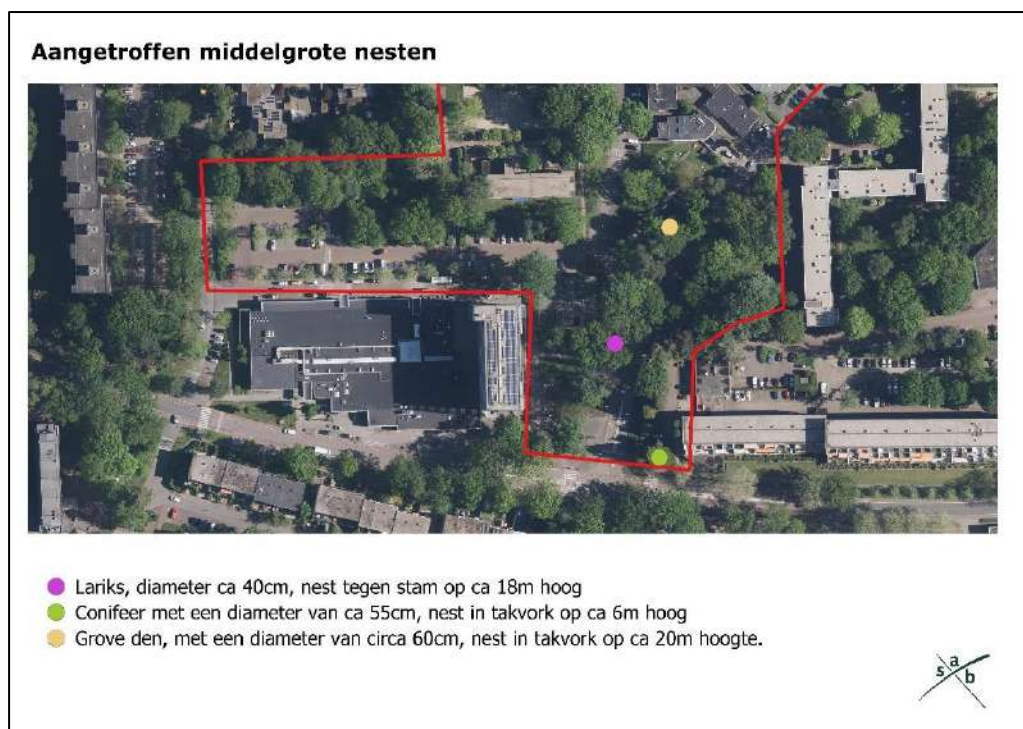 Aangetroffen middelgrote nesten
Lariks, diameter ca 40cm, nest tegen stam op ca 18m hoog
Conifeer met een diameter van ca 55cm, nest in takvork op ca 6m hoog
Grove den, met een diameter van circa 60cm, nest in takvork op ca 20m hoogte.
s a b